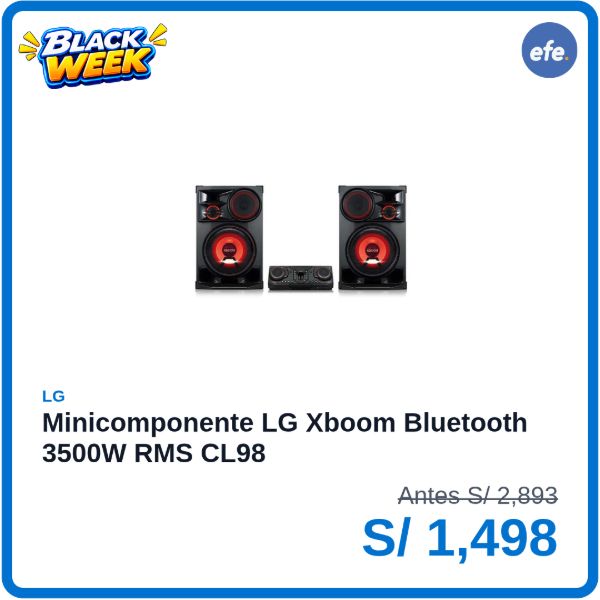 BLACK
WEEK
efe.
LG
Minicomponente LG Xboom Bluetooth
3500W RMS CL98
Antes S/ 2,893
S/ 1,498